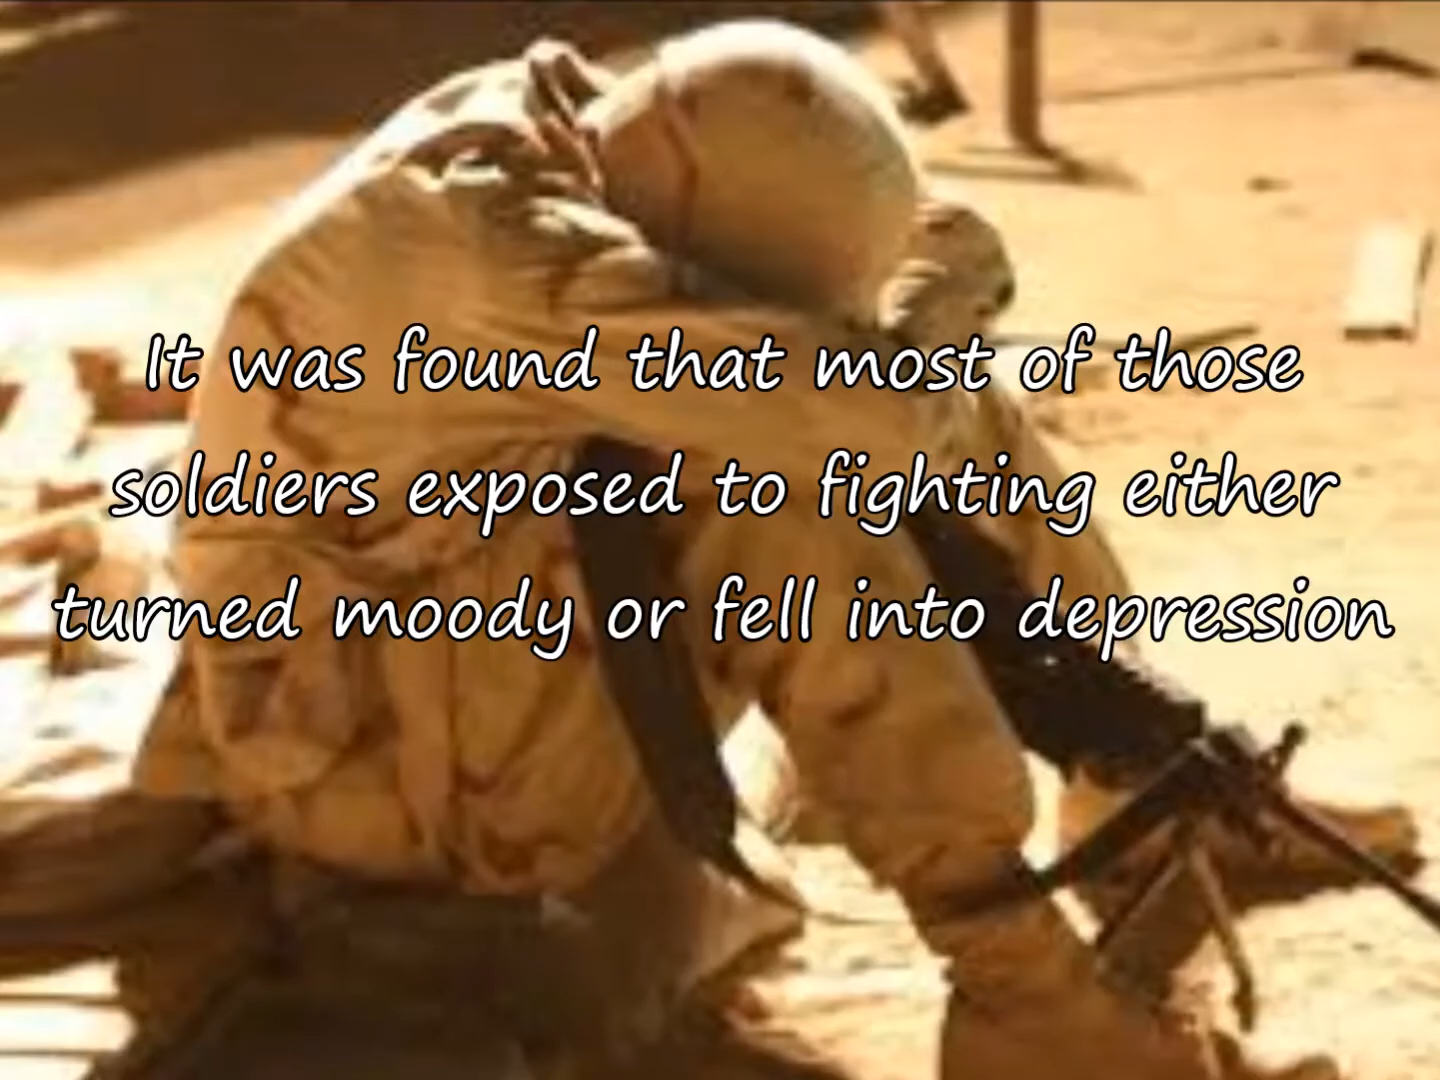 It was found that most of those
soldiers exposed to fighting either
turned moody or fell into depression